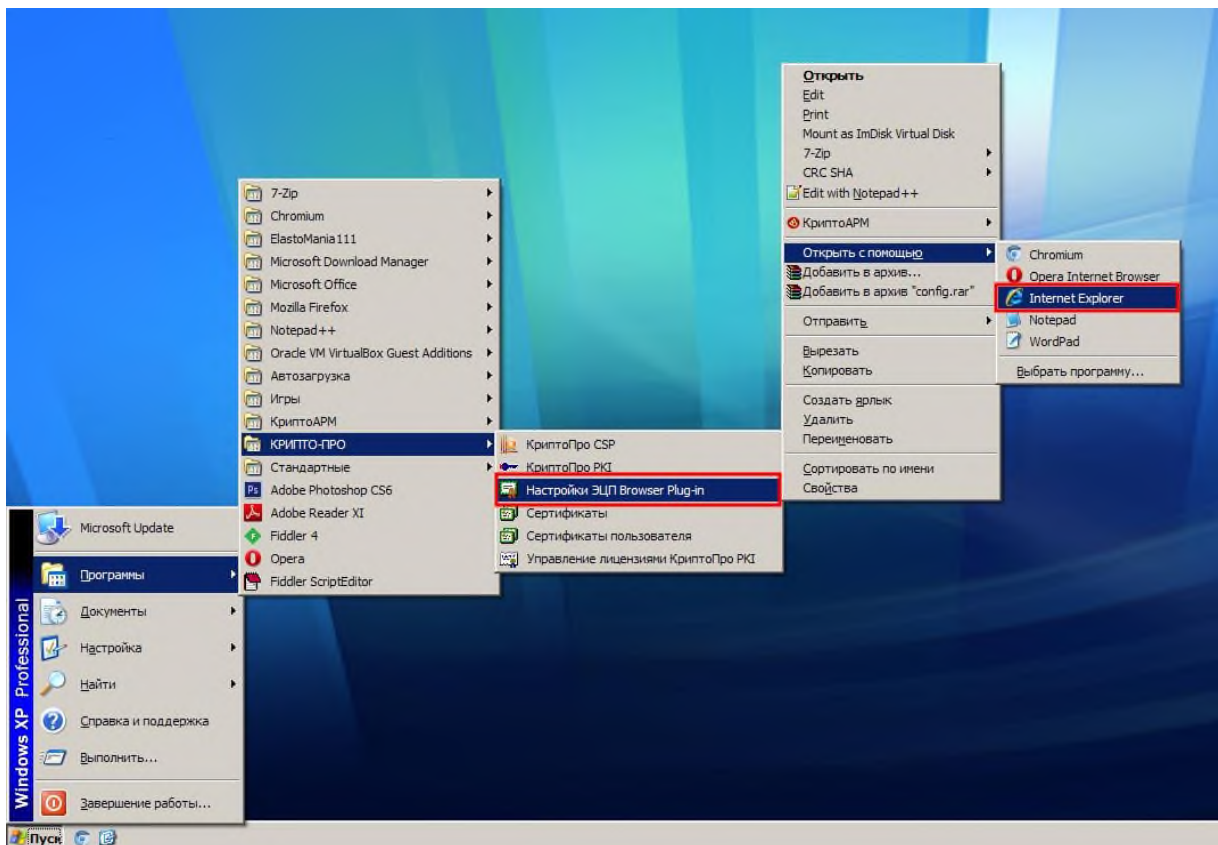 Открыть
Edit
Print
Mount as ImDisk Virtual Disk
7-Zip
CRC SHA
Edit with Notepad++
КриптоАРМ
Открыть с помощью
Добавить в архив...
Добавить в архив "config.rar"
Отправить
Вырезать
Копировать
Создать ярлык
Удалить
Переименовать
Сортировать по имени
Свойства
Chromium
Opera Internet Browser
Internet Explorer
Notepad
WordPad
Выбрать программу...
7-Zip
Chromium
ElastoMania111
Microsoft Download Manager
Microsoft Office
Mozilla Firefox
Notepad++
Oracle VM VirtualBox Guest Additions
Автозагрузка
Игры
КриптоАРМ
КРИПТО-ПРО
Стандартные
Ps Adobe Photoshop CS6
Adobe Reader XI
Fiddler 4
Opera
Fiddler ScriptEditor
КриптоПро CSP
КриптоПро PKI
Настройки ЭЦП Browser Plug-in
Сертификаты
Сертификаты пользователя
Управление лицензиями КриптоПро PKI
Microsoft Update
Программы
Документы
Настройка
Найти
Справка и поддержка
Выполнить...
Завершение работы...
Windows XP Professional
Пуск